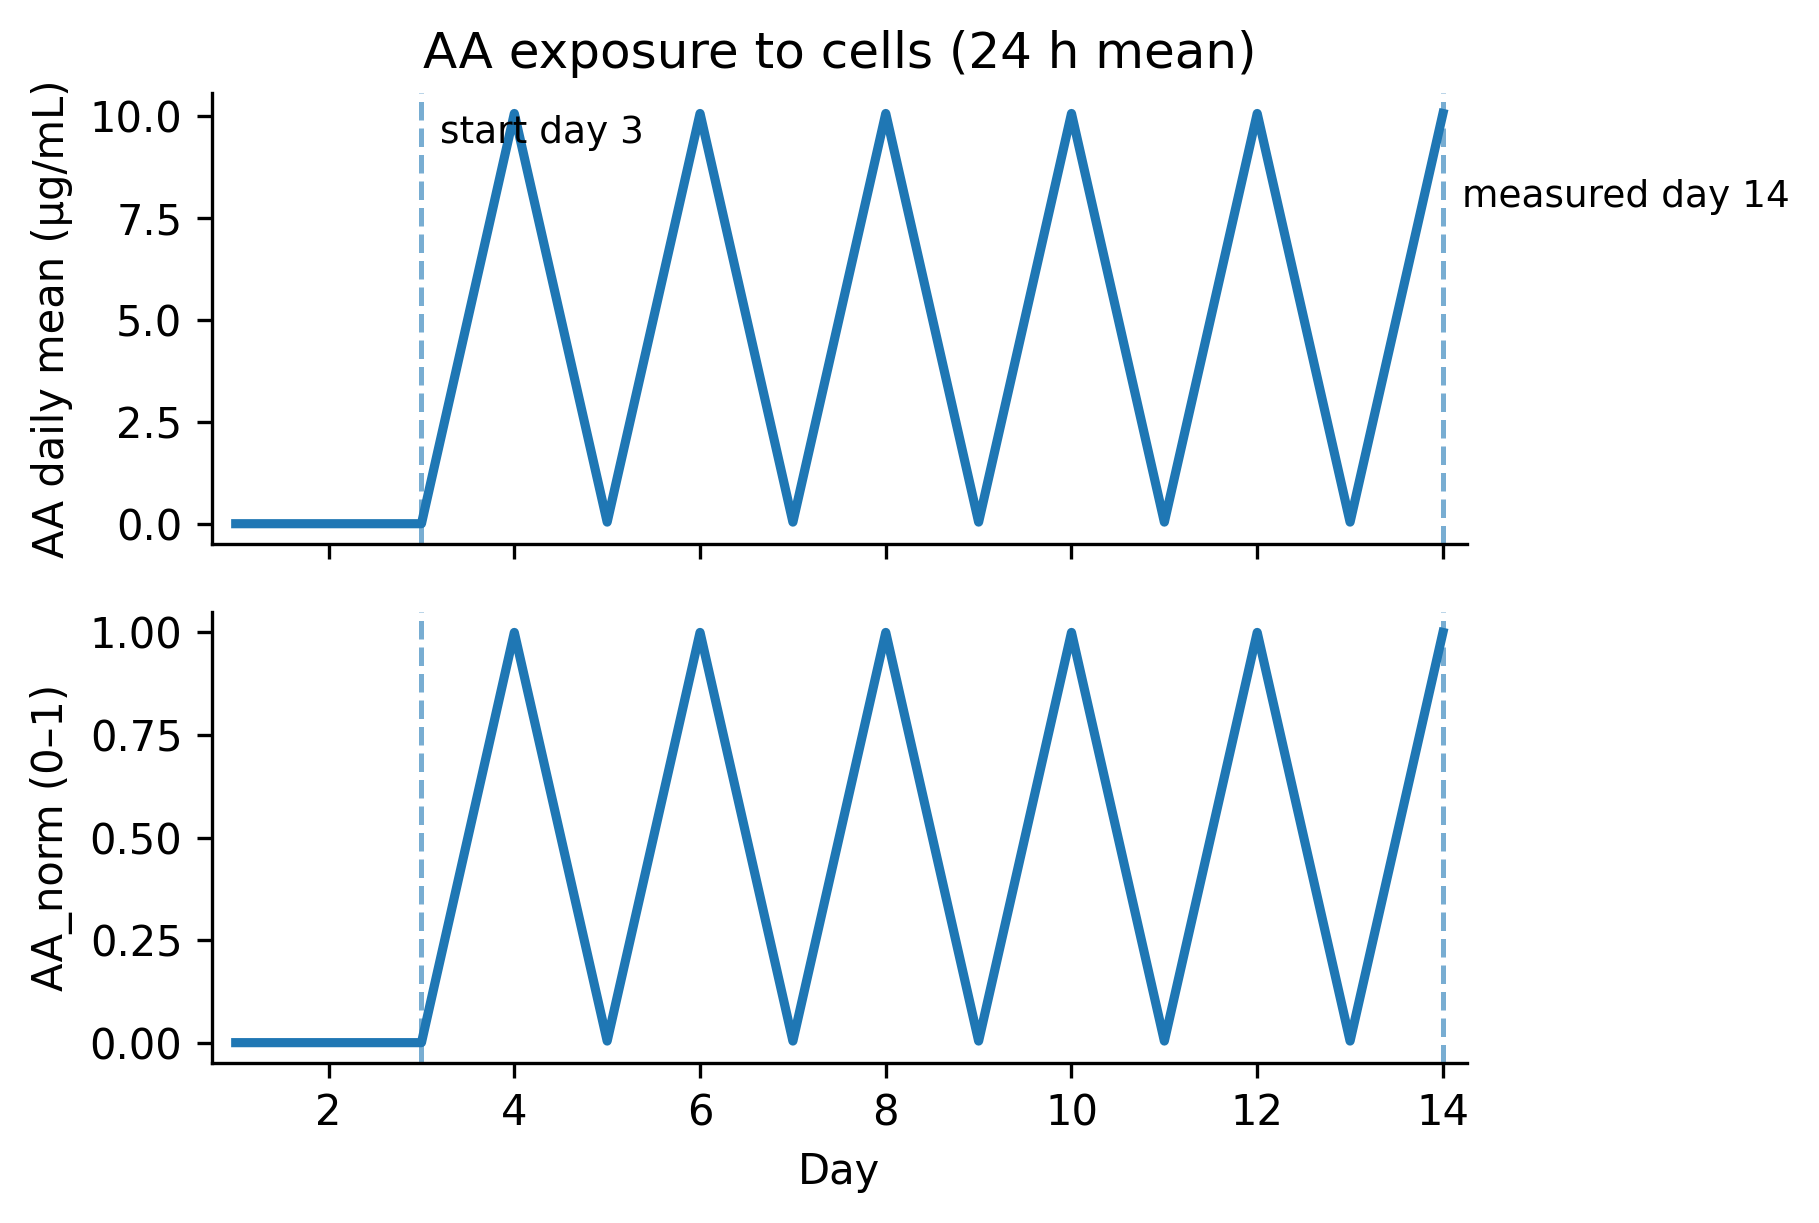 AA exposure to cells (24 h mean)
AA daily mean (µg/mL)
10.0
7.5
5.0
2.5
0.0
start day 3
measured day 14
AA_norm (0–1)
1.00
0.75
0.50
0.25
0.00
2 4 6 8 10 12 14
Day